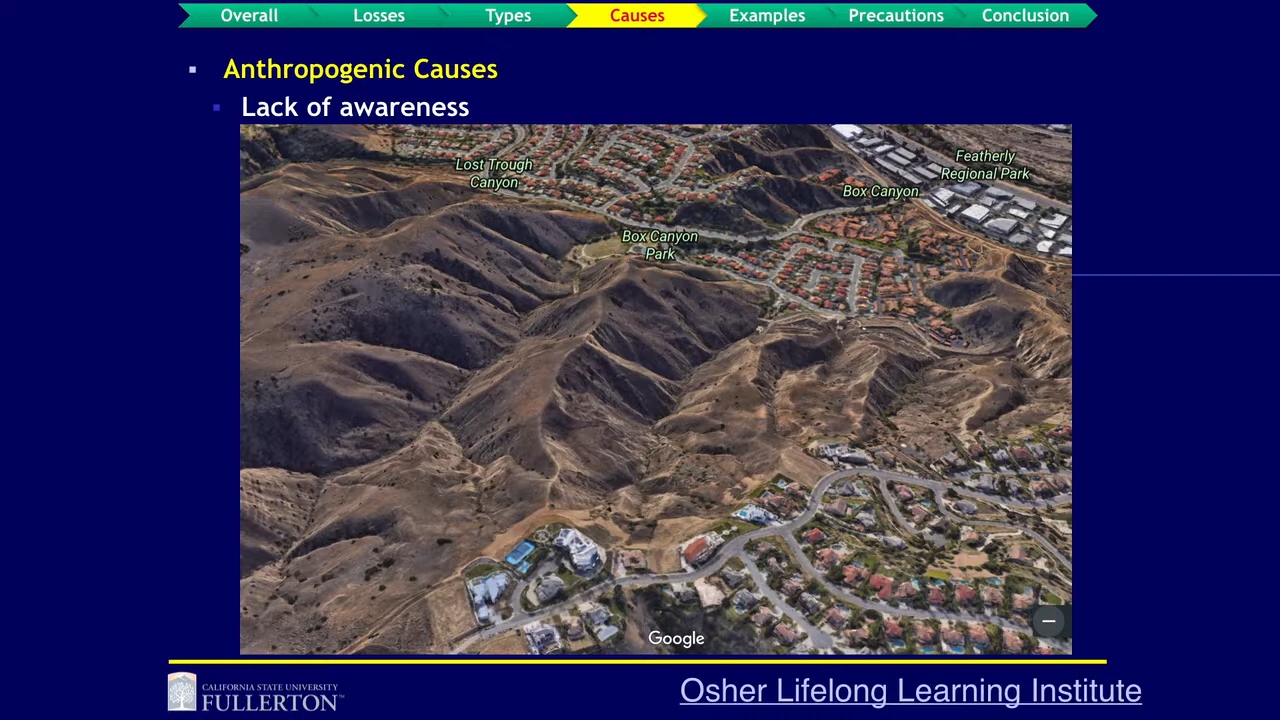 Overall Losses Types Causes Examples Precautions Conclusion
Anthropogenic Causes
Lack of awareness
Lost Trough
Canyon
Featherly
Regional Park
Box Canyon
Box Canyon
Park
Google
CALIFORNIA STATE UNIVERSITY
FULLERTON™
Osher Lifelong Learning Institute